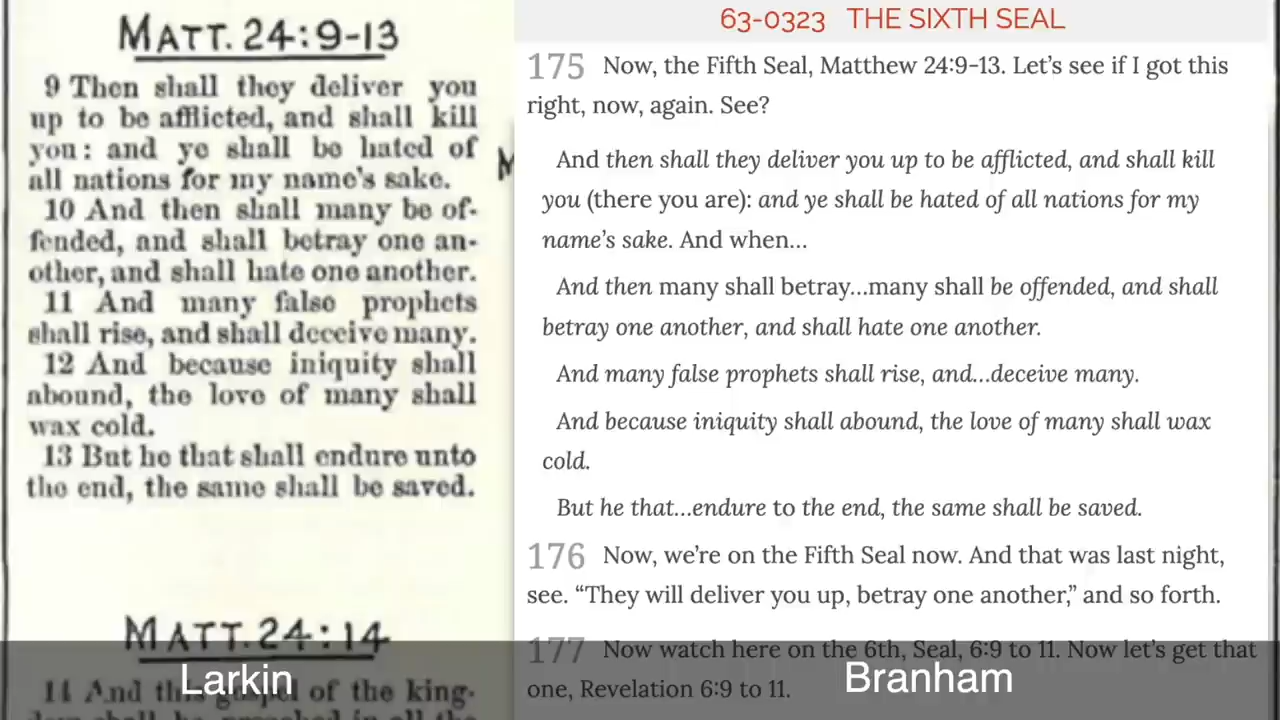 MATT. 24:9-13
9 Then shall they deliver you
up to be afflicted, and shall kill
you: and ye shall be hated of
all nations for my name's sake.
10 And then shall many be of-
fended, and shall betray one an-
other, and shall hate one another.
11 And many false prophets
shall rise, and shall deceive many.
12 And because iniquity shall
abound, the love of many shall
wax cold.
13 But he that shall endure unto
the end, the same shall be saved.
MATT. 24:14
14 And this gospel of the king-
shall be preached in all the
Larkin
M
63-0323 THE SIXTH SEAL
175 Now, the Fifth Seal, Matthew 24:9-13. Let's see if I got this
right, now, again. See?
And then shall they deliver you up to be afflicted, and shall kill
you (there you are): and ye shall be hated of all nations for my
name's sake. And when…
And then many shall betray…many shall be offended, and shall
betray one another, and shall hate one another.
And many false prophets shall rise, and…deceive many.
And because iniquity shall abound, the love of many shall wax
cold.
But he that…endure to the end, the same shall be saved.
176 Now, we're on the Fifth Seal now. And that was last night,
see. “They will deliver you up, betray one another,” and so forth.
177 Now watch here on the 6th, Seal, 6:9 to 11. Now let's get that
one, Revelation 6:9 to 11.
Branham